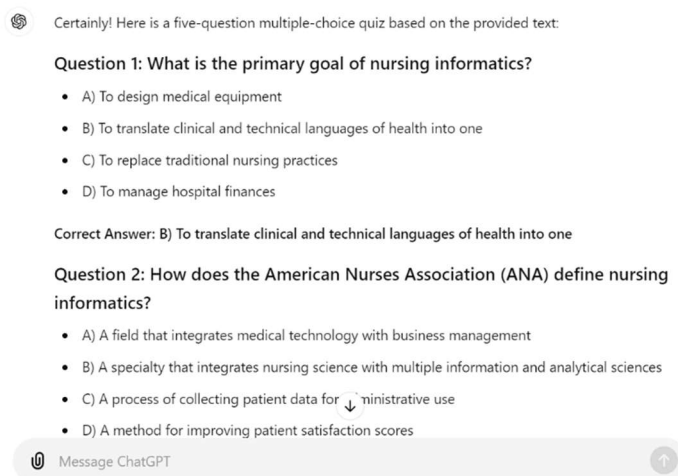 Certainly! Here is a five-question multiple-choice quiz based on the provided text:
Question 1: What is the primary goal of nursing informatics?
• A) To design medical equipment
• B) To translate clinical and technical languages of health into one
• C) To replace traditional nursing practices
• D) To manage hospital finances
Correct Answer: B) To translate clinical and technical languages of health into one
Question 2: How does the American Nurses Association (ANA) define nursing
informatics?
• A) A field that integrates medical technology with business management
• B) A specialty that integrates nursing science with multiple information and analytical sciences
• C) A process of collecting patient data for use
• D) A method for improving patient satisfaction scores
Message ChatGPT